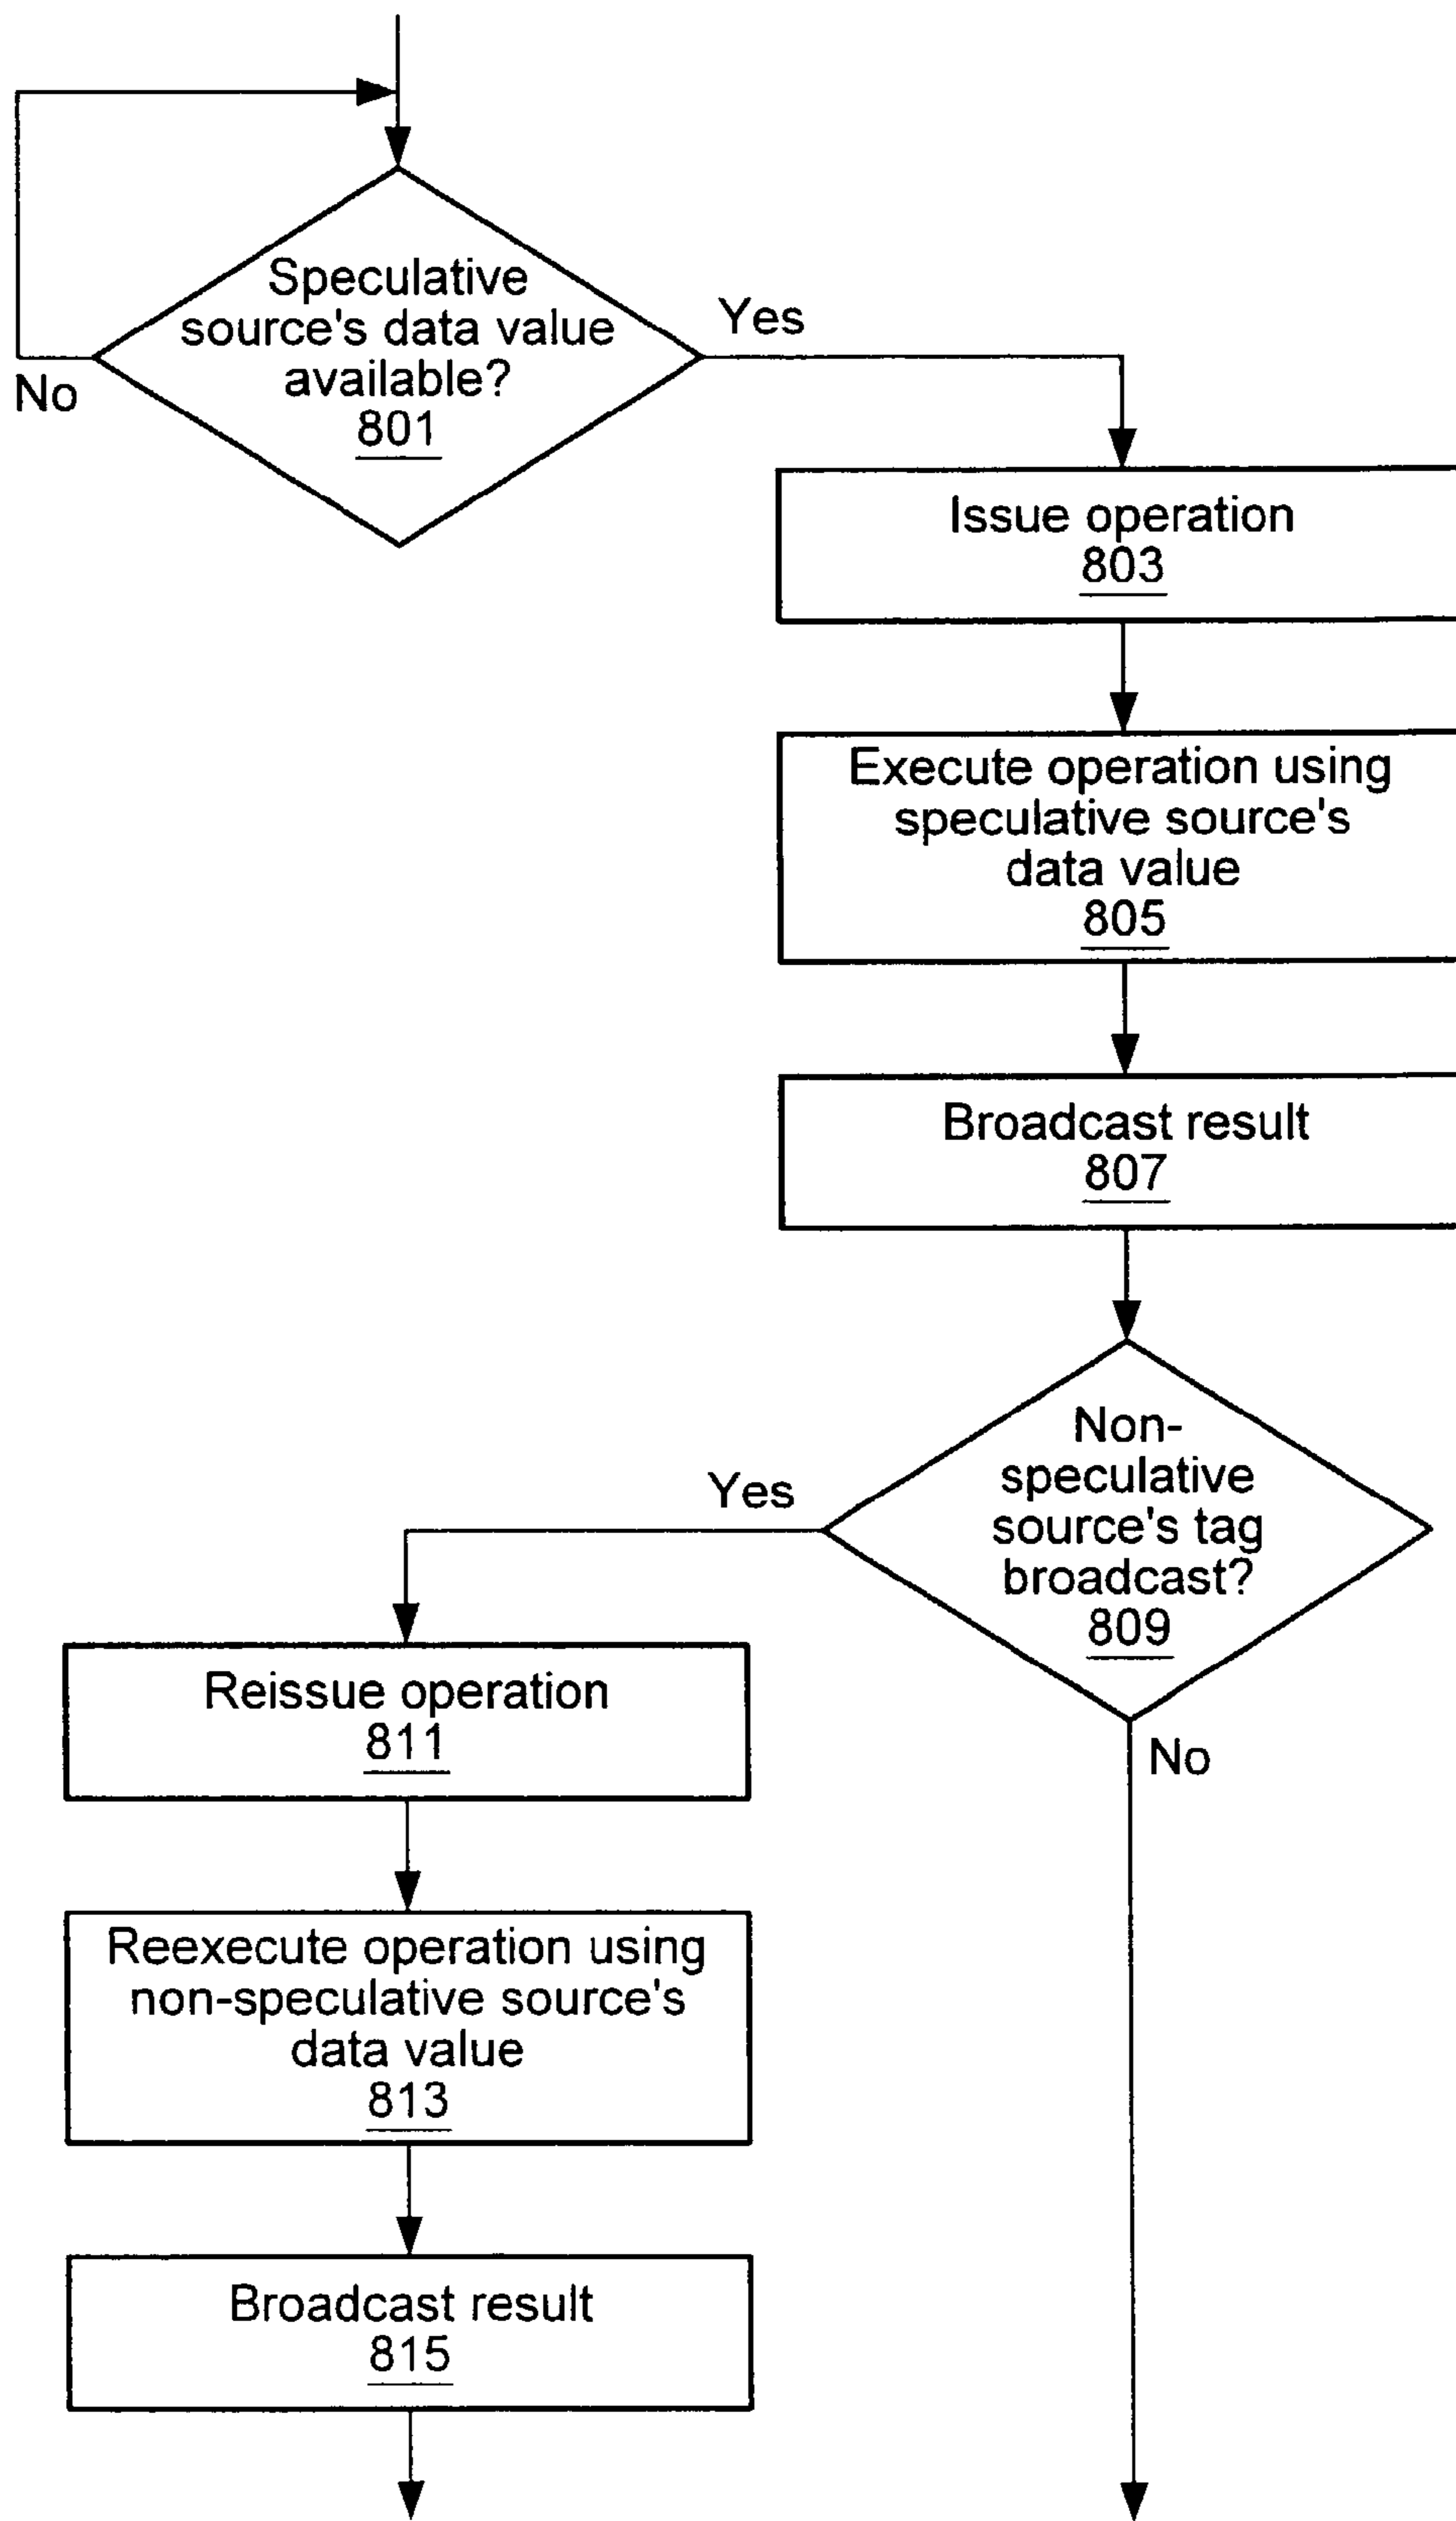 Speculative
source's data value
available?
801
Yes
No
Issue operation
803
Execute operation using
speculative source's
data value
805
Broadcast result
807
Non-
speculative
source's tag
broadcast?
809
Yes
No
Reissue operation
811
Reexecute operation using
non-speculative source's
data value
813
Broadcast result
815